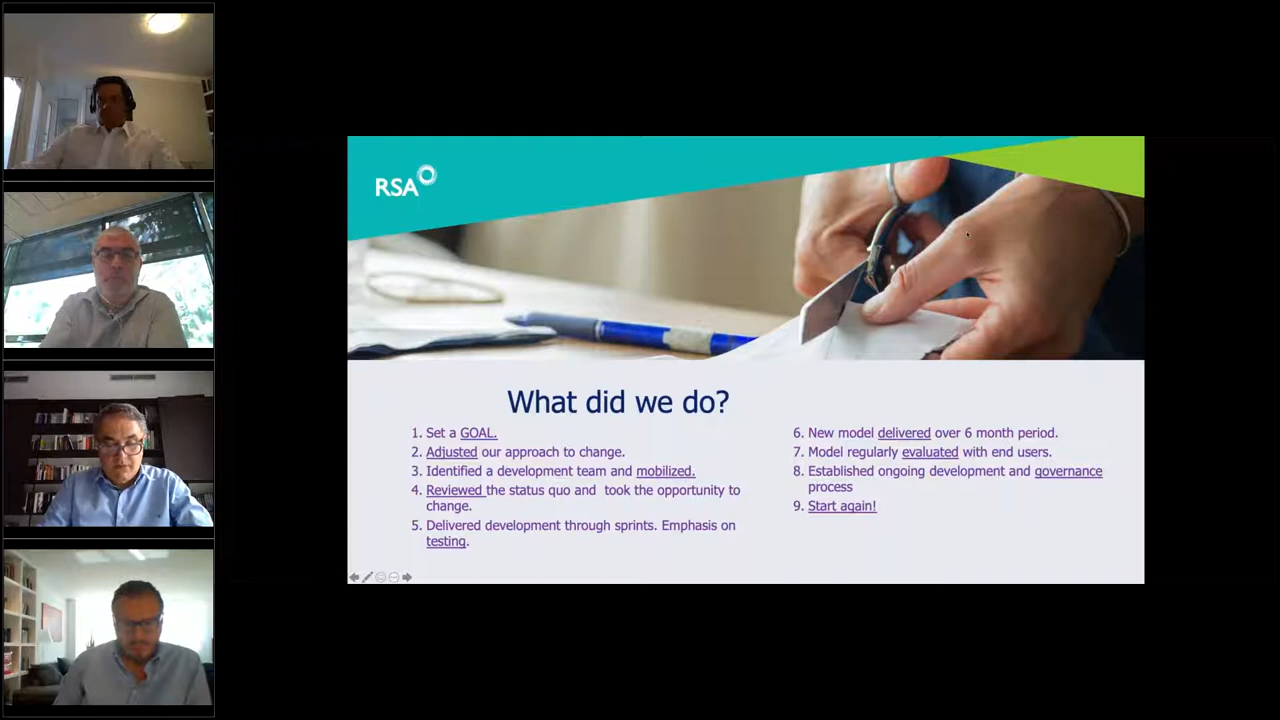 RSA
What did we do?
1. Set a GOAL.
2. Adjusted our approach to change.
3. Identified a development team and mobilized.
4. Reviewed the status quo and took the opportunity to
change.
5. Delivered development through sprints. Emphasis on
testing.
6. New model delivered over 6 month period.
7. Model regularly evaluated with end users.
8. Established ongoing development and governance
process
9. Start again!